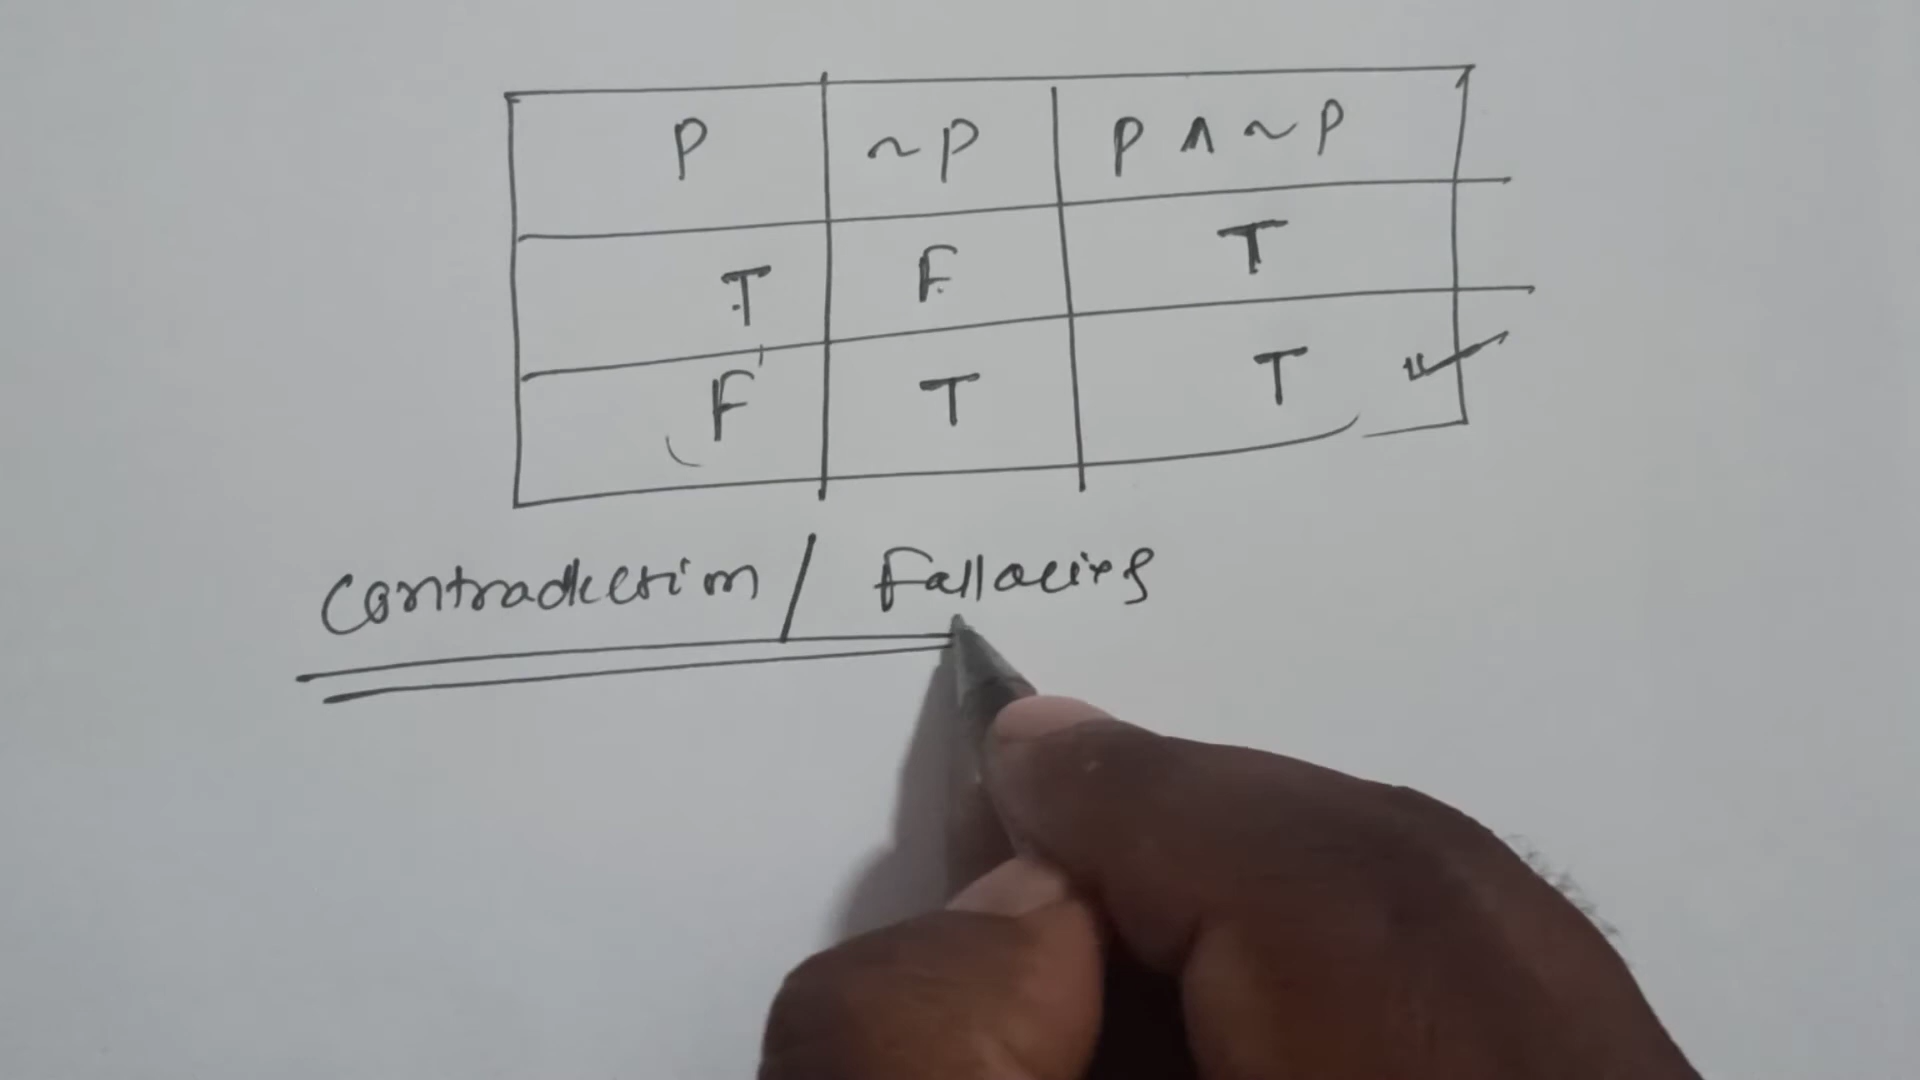 P ~P P ∧ ~P
T F T
F T T
Contradiction / Fallacies